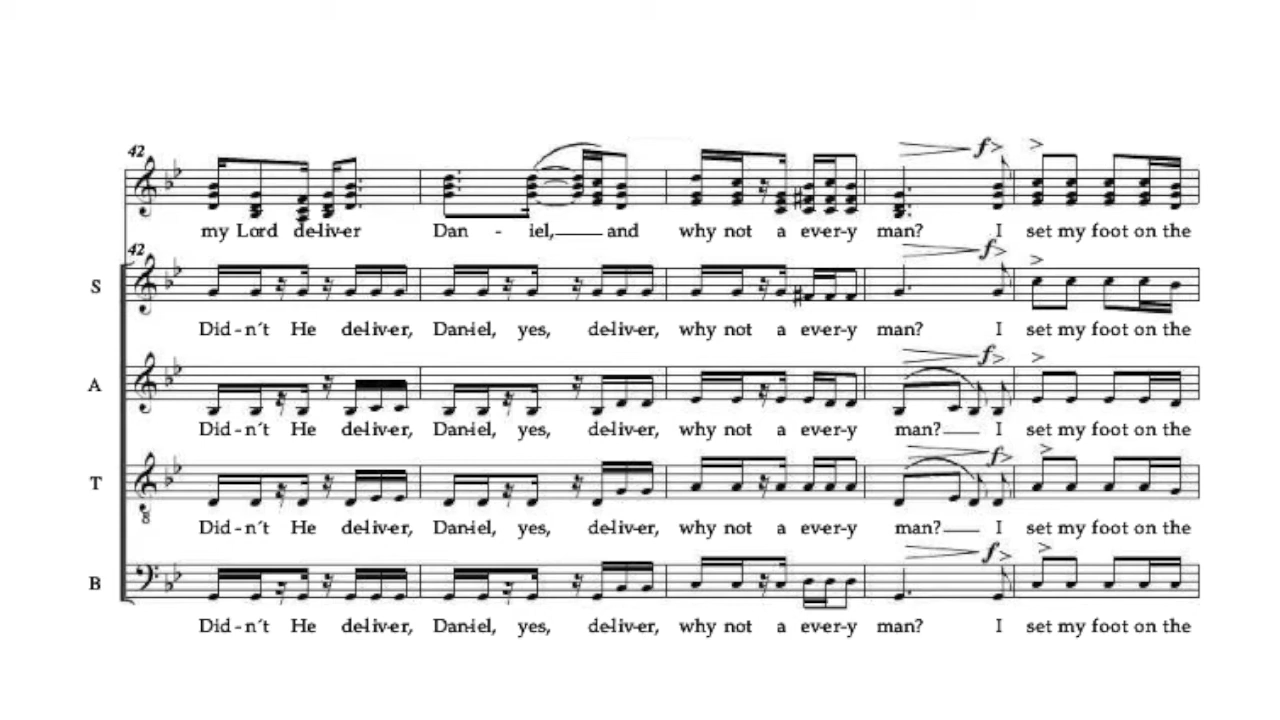 42
my Lord de-liv-er Dan - iel, and why not a ev-er-y man? I set my foot on the
42
S
Did-n´t He de-liv-er, Dan-iel, yes, de-liv-er, why not a ev-er-y man? I set my foot on the
A
Did-n´t He de-liv-er, Dan-iel, yes, de-liv-er, why not a ev-er-y man? I set my foot on the
T
8
Did-n´t He de-liv-er, Dan-iel, yes, de-liv-er, why not a ev-er-y man? I set my foot on the
B
Did-n´t He de-liv-er, Dan-iel, yes, de-liv-er, why not a ev-er-y man? I set my foot on the